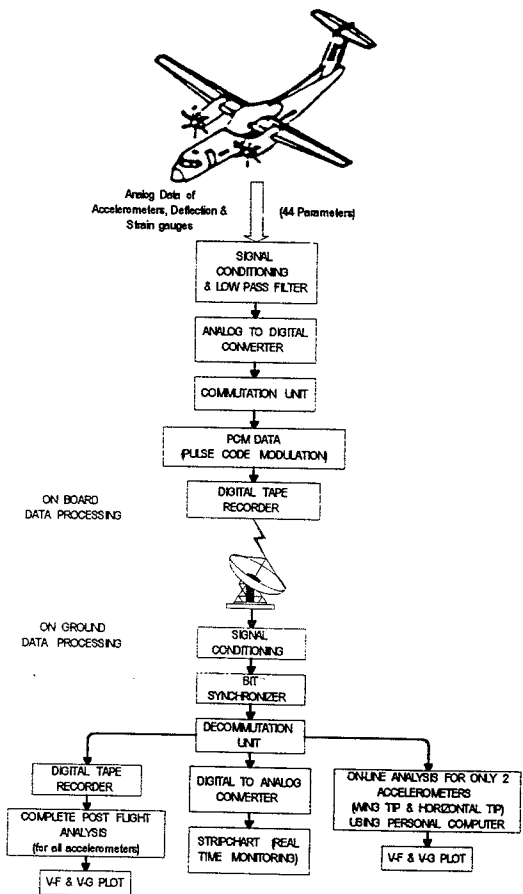 Analog Data of
Accelerometers, Deflection &
Strain gauges
(44 Parameters)
SIGNAL
CONDITIONING
& LOW PASS FILTER
ANALOG TO DIGITAL
CONVERTER
COMMUTATION UNIT
PCM DATA
(PULSE CODE MODULATION)
DIGITAL TAPE
RECORDER
ON BOARD
DATA PROCESSING
ON GROUND
DATA PROCESSING
SIGNAL
CONDITIONING
BIT
SYNCHRONIZER
DECOMMUTATION
UNIT
DIGITAL TAPE
RECORDER
COMPLETE POST FLIGHT
ANALYSIS
(for all accelerometers)
V-F & V-G PLOT
DIGITAL TO ANALOG
CONVERTER
STRIPCHART (REAL
TIME MONITORING)
ON-LINE ANALYSIS FOR ONLY 2
ACCELEROMETERS
(WING TIP & HORIZONTAL TIP)
USING PERSONAL COMPUTER
V-F & V-G PLOT